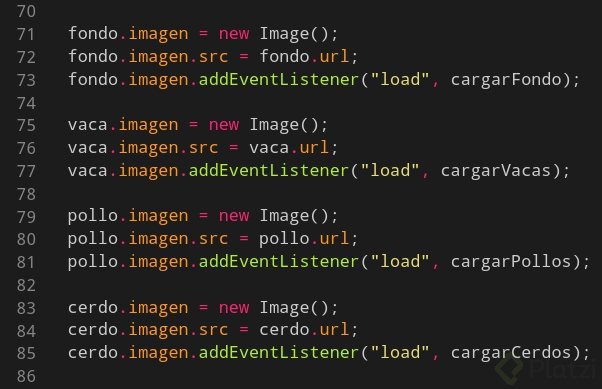 70
71 fondo.imagen = new Image();
72 fondo.imagen.src = fondo.url;
73 fondo.imagen.addEventListener("load", cargarFondo);
74
75 vaca.imagen = new Image();
76 vaca.imagen.src = vaca.url;
77 vaca.imagen.addEventListener("load", cargarVacas);
78
79 pollo.imagen = new Image();
80 pollo.imagen.src = pollo.url;
81 pollo.imagen.addEventListener("load", cargarPollos);
82
83 cerdo.imagen = new Image();
84 cerdo.imagen.src = cerdo.url;
85 cerdo.imagen.addEventListener("load", cargarCerdos);
86
Platzi